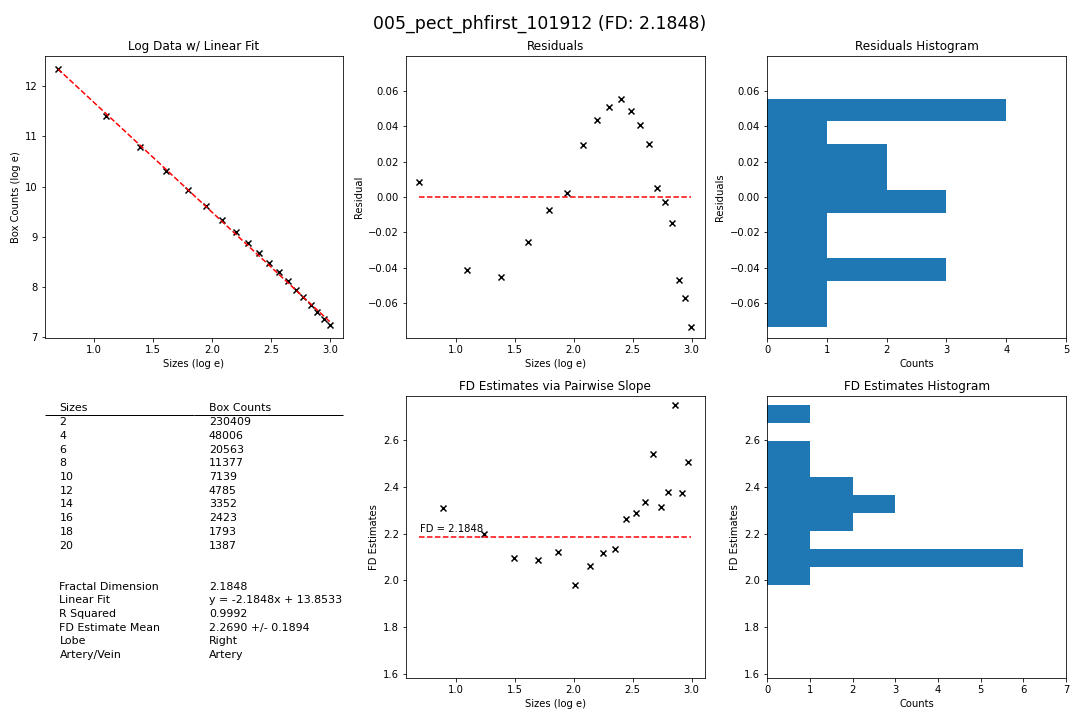 005_pect_phfirst_101912 (FD: 2.1848)
Log Data w/ Linear Fit
Box Counts (log e)
12
11
10
9
8
7
1.0 1.5 2.0 2.5 3.0
Sizes (log e)
Residuals
Residual
0.06
0.04
0.02
0.00
−0.02
−0.04
−0.06
1.0 1.5 2.0 2.5 3.0
Sizes (log e)
Residuals Histogram
Residuals
0.06
0.04
0.02
0.00
−0.02
−0.04
−0.06
0 1 2 3 4 5
Counts
Sizes Box Counts
2 230409
4 48006
6 20563
8 11377
10 7139
12 4785
14 3352
16 2423
18 1793
20 1387
Fractal Dimension 2.1848
Linear Fit y = -2.1848x + 13.8533
R Squared 0.9992
FD Estimate Mean 2.2690 +/- 0.1894
Lobe Right
Artery/Vein Artery
FD Estimates via Pairwise Slope
FD Estimates
2.6
2.4
2.2
2.0
1.8
1.6
FD = 2.1848
1.0 1.5 2.0 2.5 3.0
Sizes (log e)
FD Estimates Histogram
FD Estimates
2.6
2.4
2.2
2.0
1.8
1.6
0 1 2 3 4 5 6 7
Counts